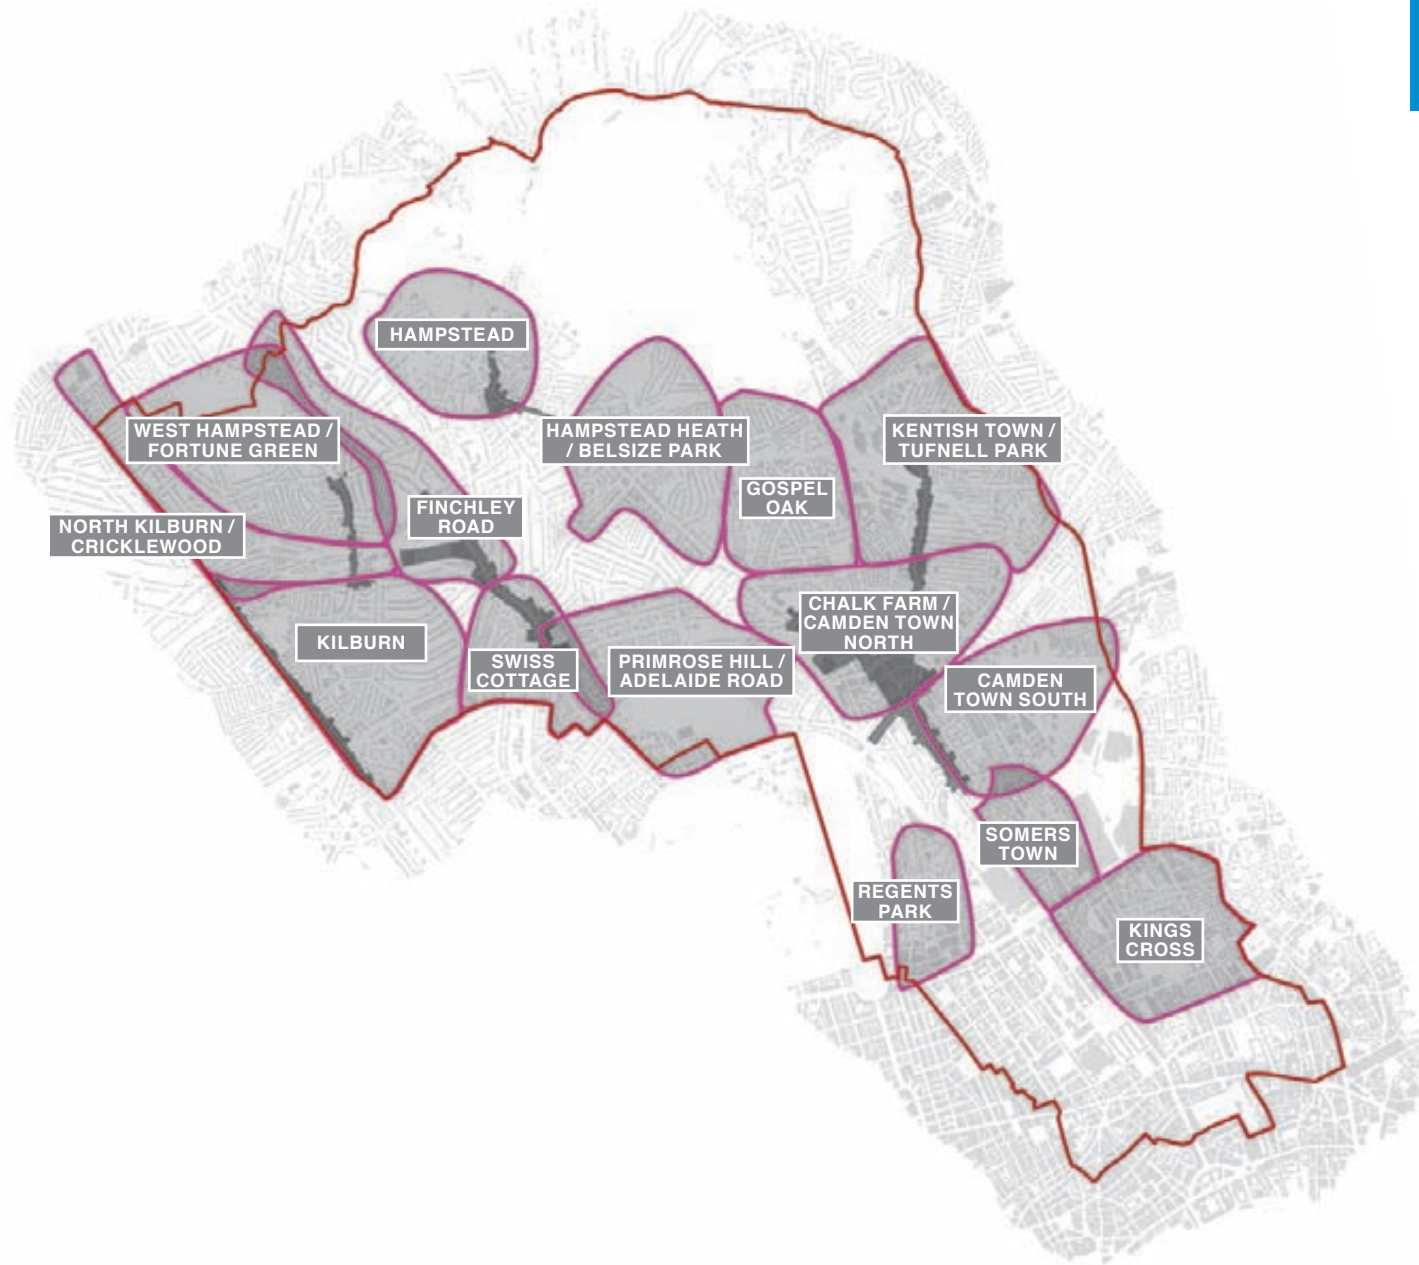 HAMPSTEAD
WEST HAMPSTEAD /
FORTUNE GREEN
HAMPSTEAD HEATH
/ BELSIZE PARK
KENTISH TOWN /
TUFNELL PARK
GOSPEL
OAK
FINCHLEY
ROAD
NORTH KILBURN /
CRICKLEWOOD
CHALK FARM /
CAMDEN TOWN
NORTH
KILBURN
SWISS
COTTAGE
PRIMROSE HILL /
ADELAIDE ROAD
CAMDEN
TOWN SOUTH
SOMERS
TOWN
REGENTS
PARK
KINGS
CROSS